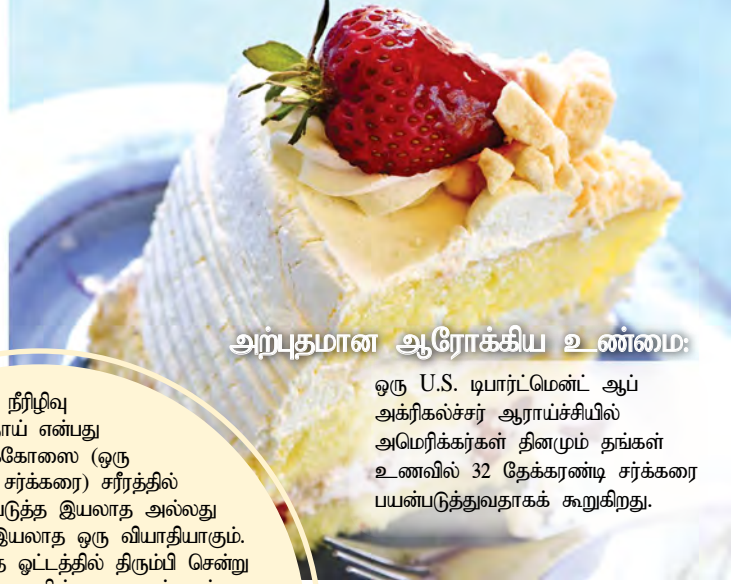 அற்புதமான ஆரோக்கிய உண்மை:
ஒரு U.S. டிபார்ட்மென்ட் ஆப்
அக்ரிகல்ச்சர் ஆராய்ச்சியில்
அமெரிக்கர்கள் தினமும் தங்கள்
உணவில் 32 தேக்கரண்டி சர்க்கரை
பயன்படுத்துவதாகக் கூறுகிறது.
நீரிழிவு
என்பது
(ஒரு
சர்க்கரை) சரீரத்தில்
இயலாத அல்லது
ஒரு வியாதியாகும்.
ஓட்டத்தில் திரும்பி சென்று